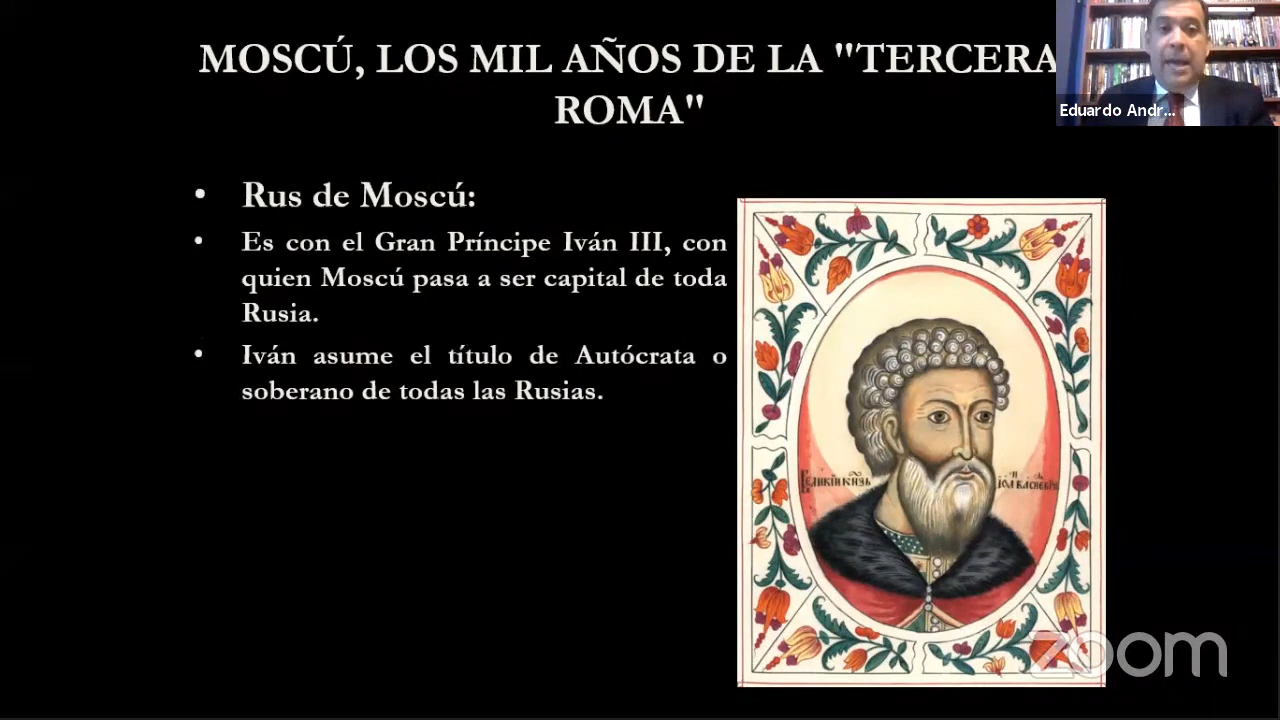 MOSCÚ, LOS MIL AÑOS DE LA "TERCERA
ROMA"
Eduardo Andr...
• Rus de Moscú:
• Es con el Gran Príncipe Iván III, con
quien Moscú pasa a ser capital de toda
Rusia.
• Iván asume el título de Autócrata o
soberano de todas las Rusias.
zoom